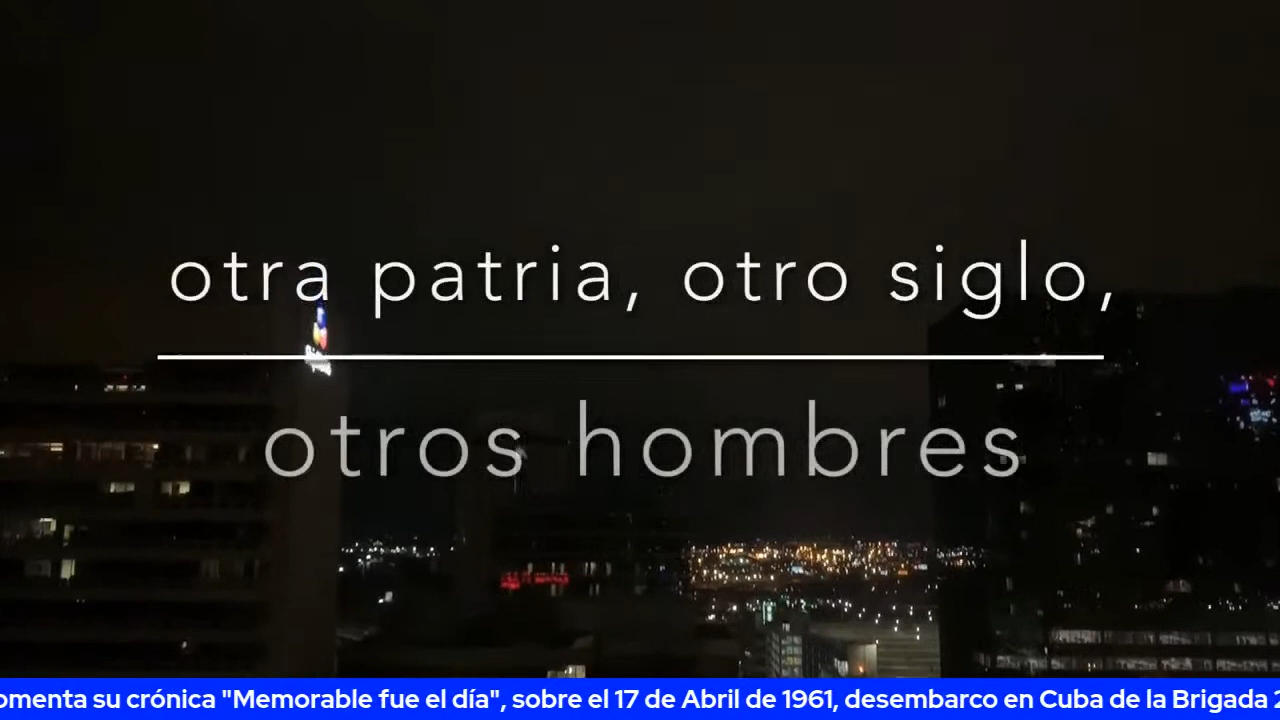 otra patria, otro siglo,
otros hombres
omenta su crónica "Memorable fue el día", sobre el 17 de Abril de 1961, desembarco en Cuba de la Brigada 2